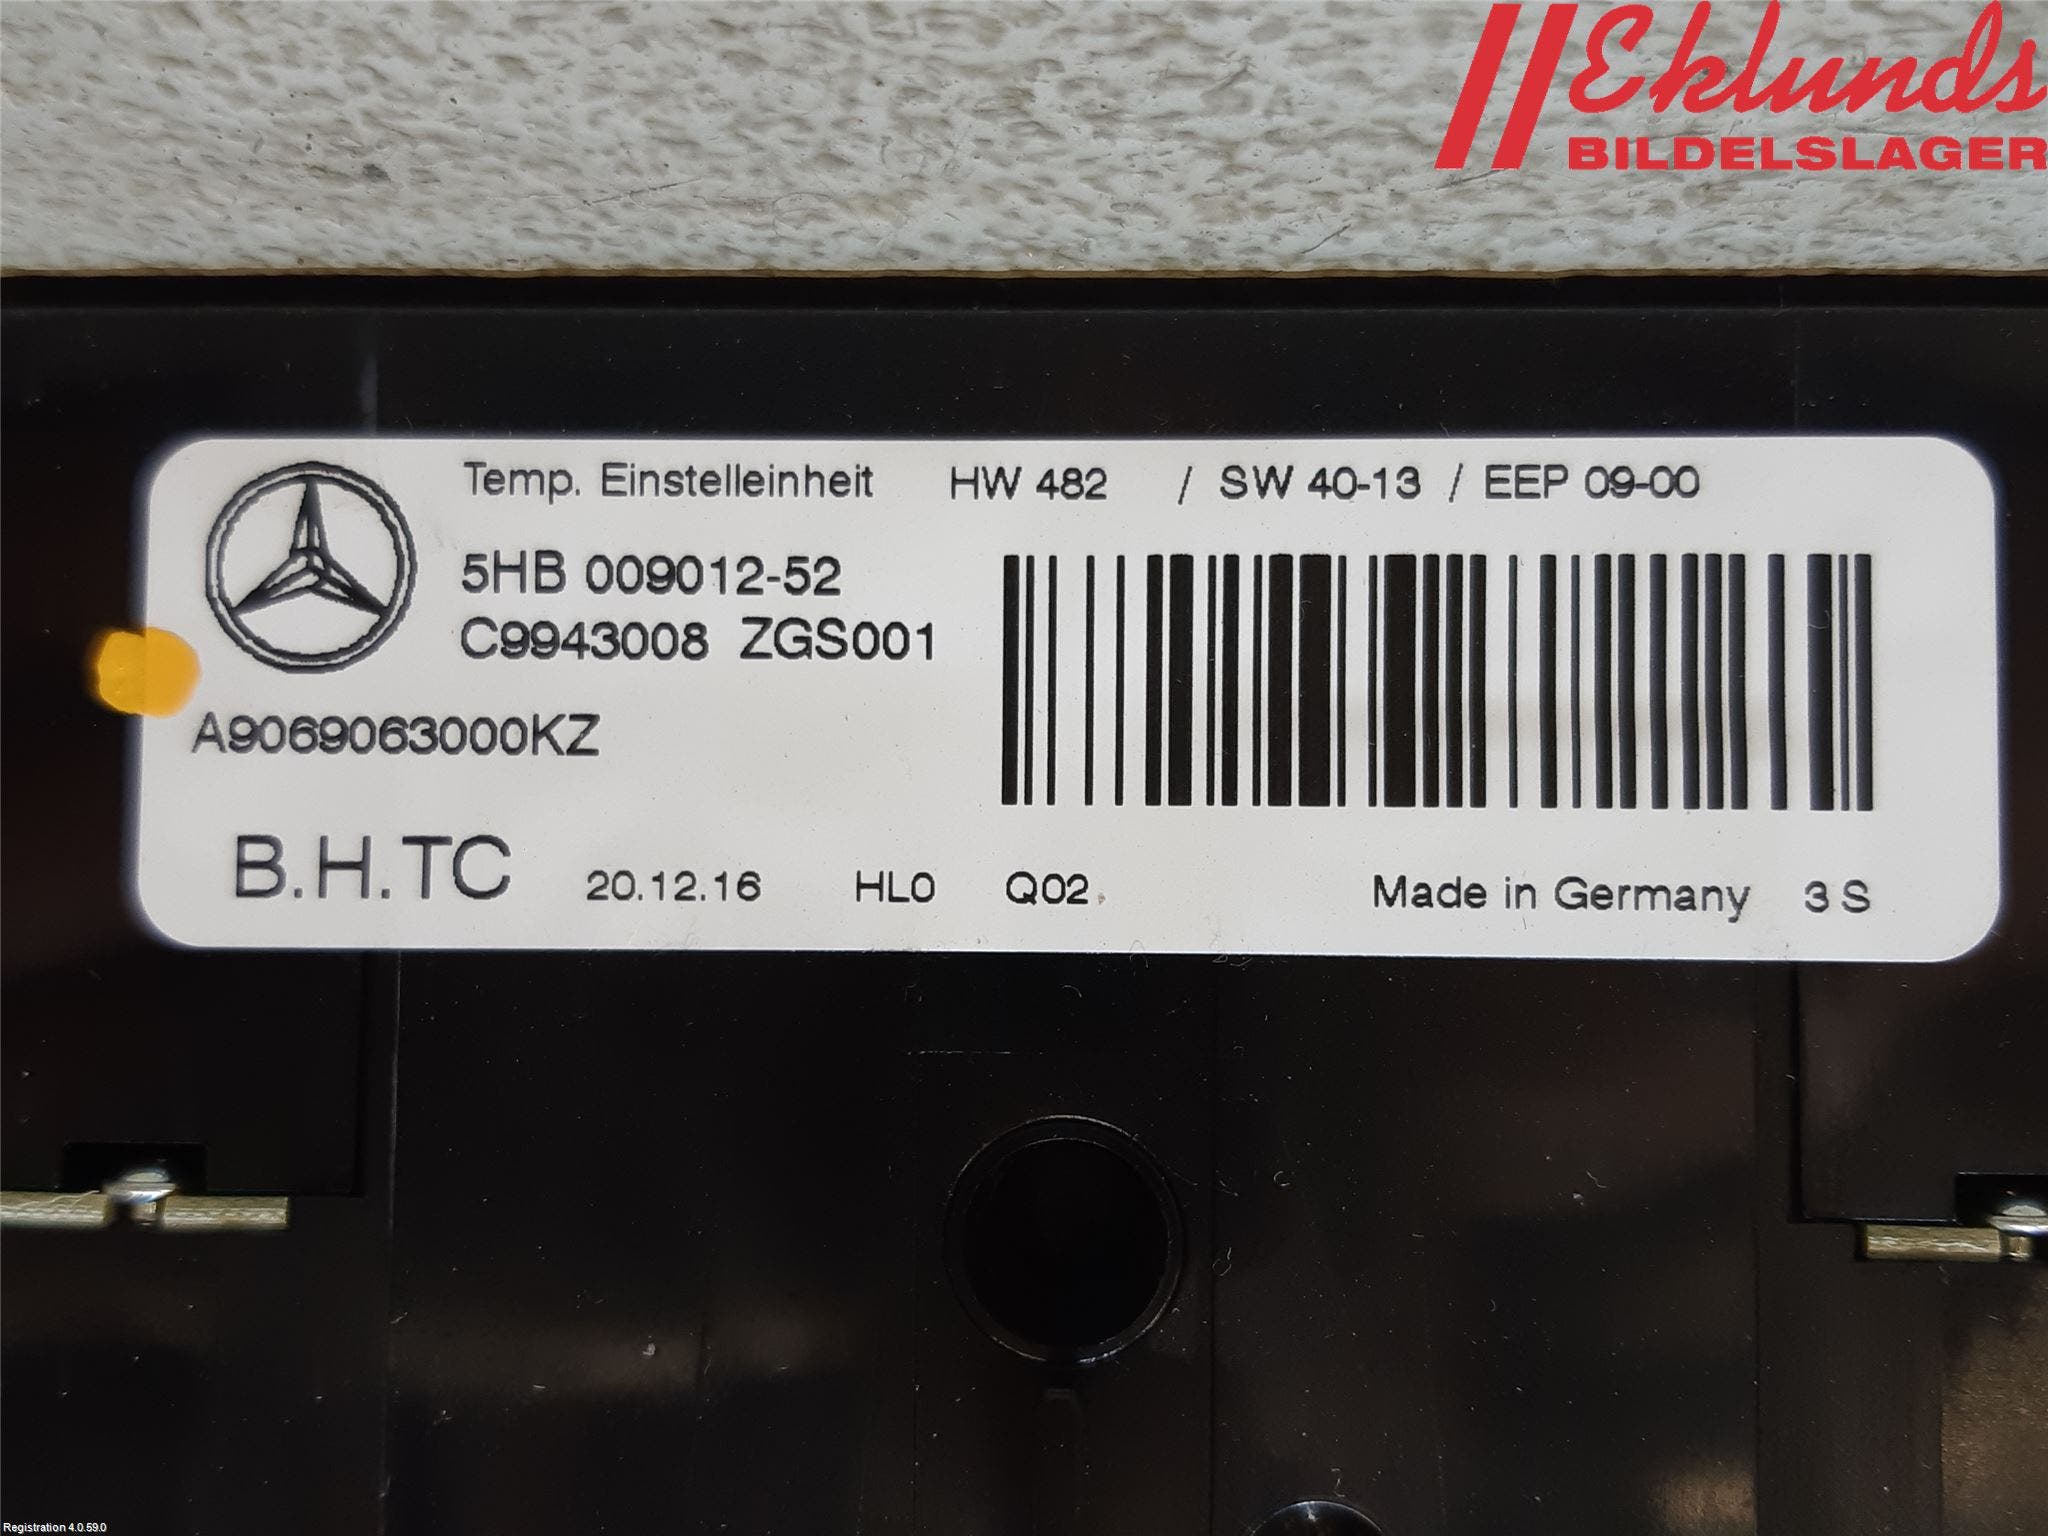 Eklunds
BILDELSLAGER
Temp. Einstelleinheit HW 482 / SW 40-13 / EEP 09-00
5HB 009012-52
C9943008 ZGS001
A9069063000KZ
B.H.TC 20.12.16 HL0 Q02 Made in Germany 3 S
Registration 4.0.59.0